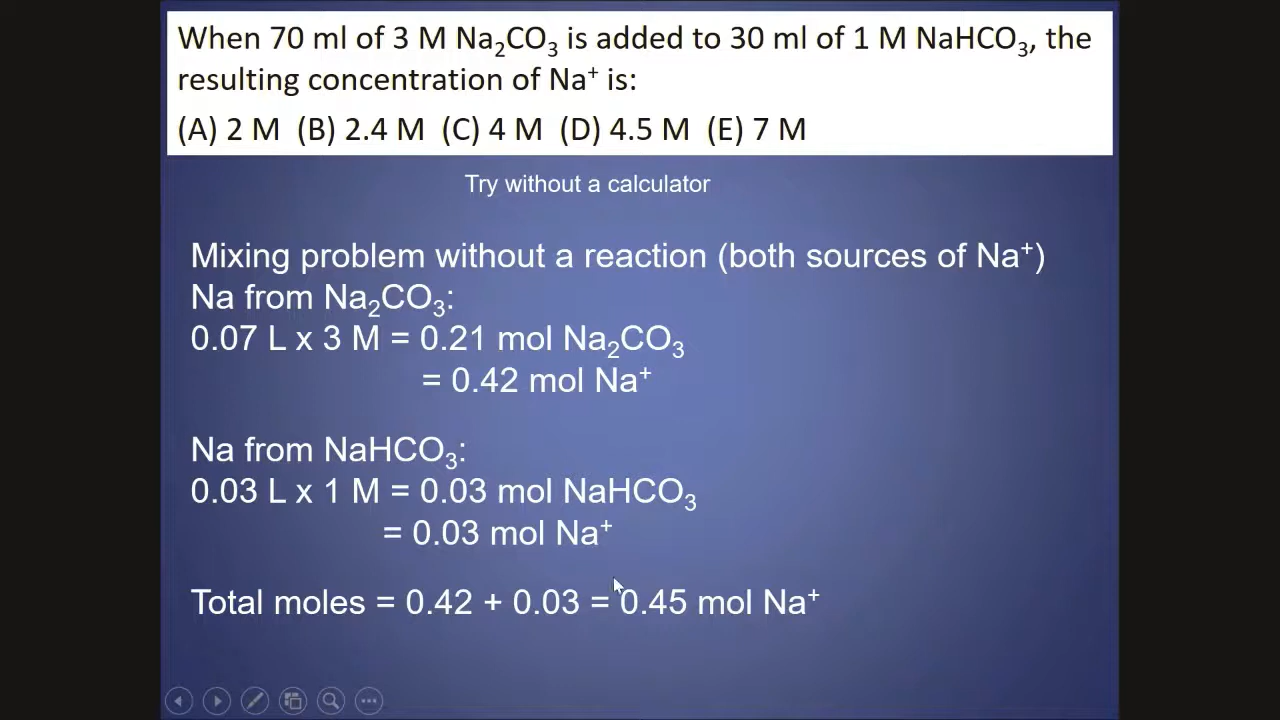 When 70 ml of 3 M Na₂CO₃ is added to 30 ml of 1 M NaHCO₃, the
resulting concentration of Na⁺ is:
(A) 2 M (B) 2.4 M (C) 4 M (D) 4.5 M (E) 7 M
Try without a calculator
Mixing problem without a reaction (both sources of Na⁺)
Na from Na₂CO₃:
0.07 L x 3 M = 0.21 mol Na₂CO₃
= 0.42 mol Na⁺
Na from NaHCO₃:
0.03 L x 1 M = 0.03 mol NaHCO₃
= 0.03 mol Na⁺
Total moles = 0.42 + 0.03 = 0.45 mol Na⁺